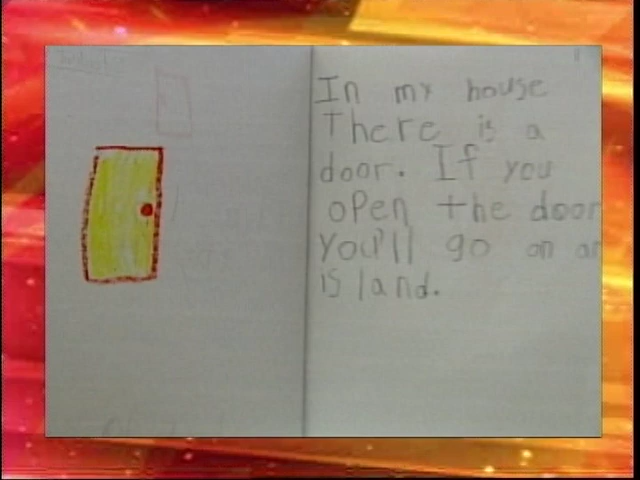 In my house
There is a
door. If you
open the door
you'll go on an
island.